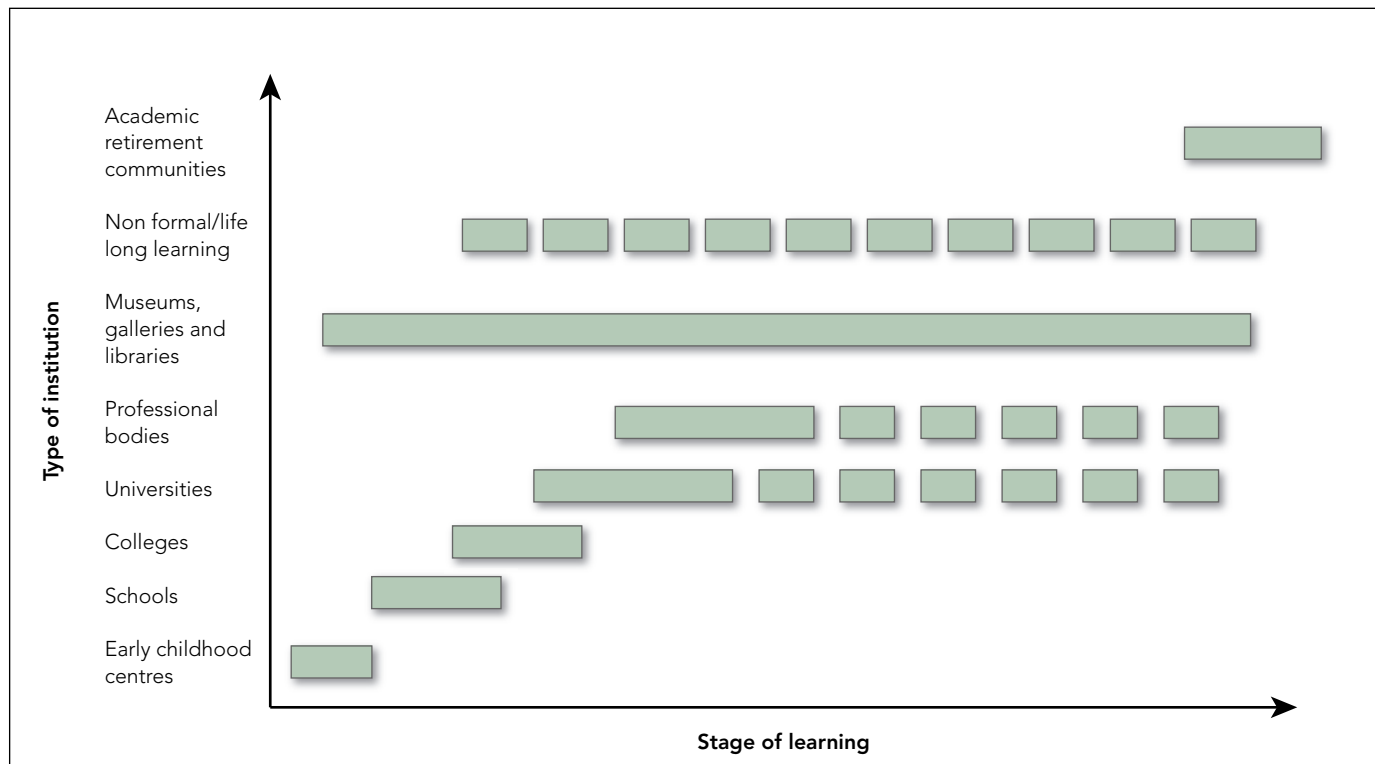 Academic
retirement
communities
Non formal/life
long learning
Museums,
galleries and
libraries
Professional
bodies
Universities
Colleges
Schools
Early childhood
centres
Type of institution
Stage of learning